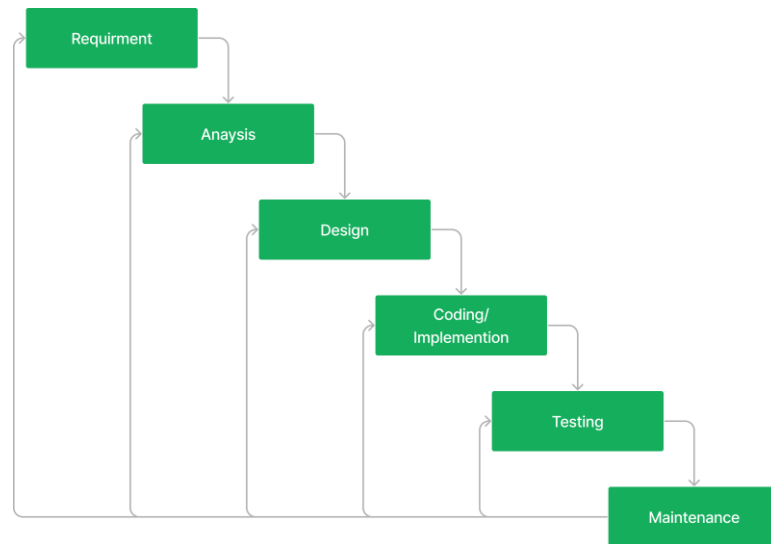 Requirment
Anaysis
Design
Coding/
Implemention
Testing
Maintenance